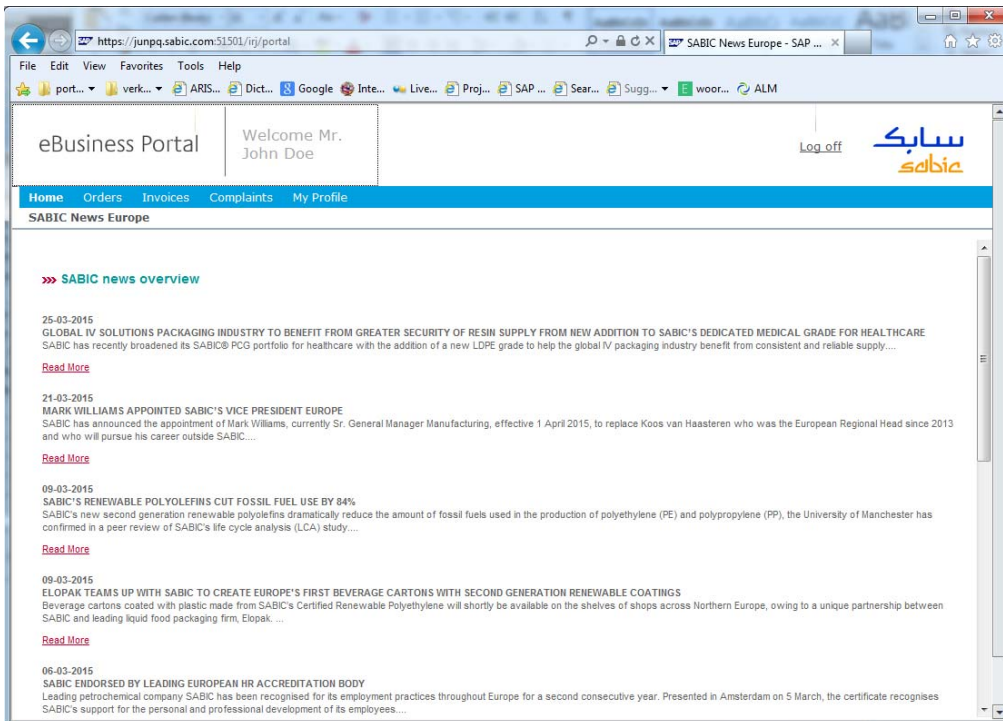 https://junpq.sabic.com:51501/irj/portal
SABIC News Europe - SAP ...
File Edit View Favorites Tools Help
port... verk... ARIS... Dict... Google Inte... Live... Proj... SAP ... Sear... Sugg... woor... ALM
eBusiness Portal
Welcome Mr.
John Doe
Log off
سابك
sabic
Home Orders Invoices Complaints My Profile
SABIC News Europe
SABIC news overview
25-03-2015
GLOBAL IV SOLUTIONS PACKAGING INDUSTRY TO BENEFIT FROM GREATER SECURITY OF RESIN SUPPLY FROM NEW ADDITION TO SABIC'S DEDICATED MEDICAL GRADE FOR HEALTHCARE
SABIC has recently broadened its SABIC® PCG portfolio for healthcare with the addition of a new LDPE grade to help the global IV packaging industry benefit from consistent and reliable supply....
Read More
21-03-2015
MARK WILLIAMS APPOINTED SABIC'S VICE PRESIDENT EUROPE
SABIC has announced the appointment of Mark Williams, currently Sr. General Manager Manufacturing, effective 1 April 2015, to replace Koos van Haasteren who was the European Regional Head since 2013
and who will pursue his career outside SABIC....
Read More
09-03-2015
SABIC'S RENEWABLE POLYOLEFINS CUT FOSSIL FUEL USE BY 84%
SABIC's new second generation renewable polyolefins dramatically reduce the amount of fossil fuels used in the production of polyethylene (PE) and polypropylene (PP), the University of Manchester has
confirmed in a peer review of SABIC's life cycle analysis (LCA) study....
Read More
09-03-2015
ELOPAK TEAMS UP WITH SABIC TO CREATE EUROPE'S FIRST BEVERAGE CARTONS WITH SECOND GENERATION RENEWABLE COATINGS
Beverage cartons coated with plastic made from SABIC's Certified Renewable Polyethylene will shortly be available on the shelves of shops across Northern Europe, owing to a unique partnership between
SABIC and leading liquid food packaging firm, Elopak. ...
Read More
06-03-2015
SABIC ENDORSED BY LEADING EUROPEAN HR ACCREDITATION BODY
Leading petrochemical company SABIC has been recognised for its employment practices throughout Europe for a second consecutive year. Presented in Amsterdam on 5 March, the certificate recognises
SABIC's support for the personal and professional development of its employees....